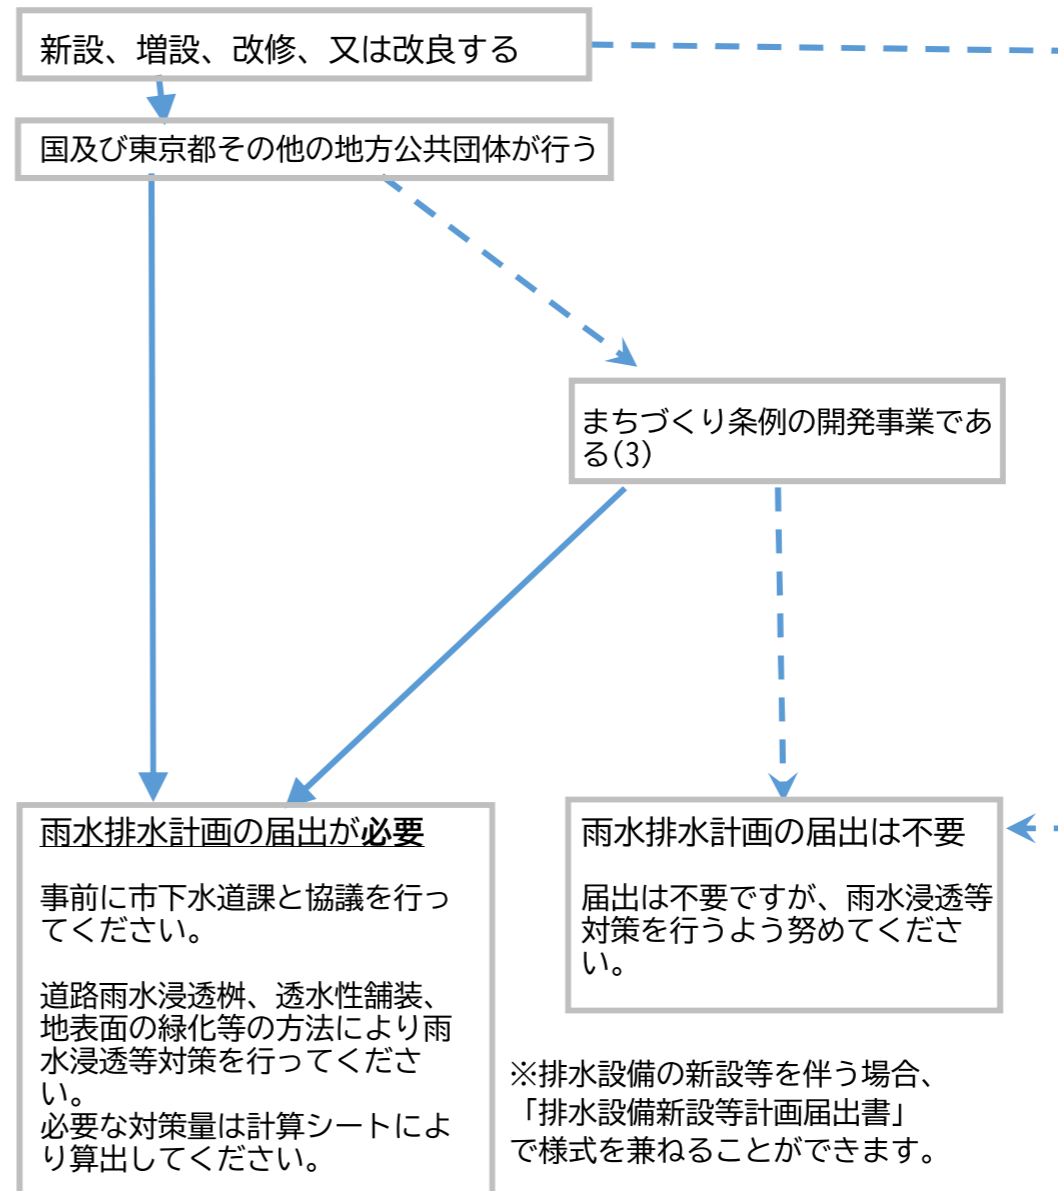 新設、増設、改修、又は改良する
国及び東京都その他の地方公共団体が行う
まちづくり条例の開発事業であ
る(3)
雨水排水計画の届出が必要
事前に市下水道課と協議を行っ
てください。
道路雨水浸透桝、透水性舗装、
地表面の緑化等の方法により雨
水浸透等対策を行ってくださ
い。
必要な対策量は計算シートによ
り算出してください。
雨水排水計画の届出は不要
届出は不要ですが、雨水浸透等
対策を行うよう努めてくださ
い。
※排水設備の新設等を伴う場合、
「排水設備新設等計画届出書」
で様式を兼ねることができます。